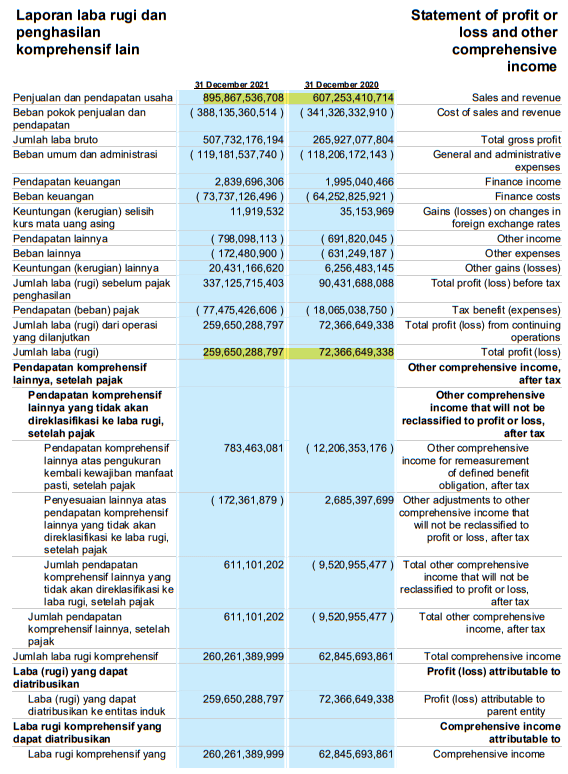 Laporan laba rugi dan
penghasilan
komprehensif lain
Statement of profit or
loss and other
comprehensive
income
31 December 2021 31 December 2020
Penjualan dan pendapatan usaha 895,867,536,708 607,253,410,714 Sales and revenue
Beban pokok penjualan dan ( 388,135,360,514 ) ( 341,326,332,910 ) Cost of sales and revenue
pendapatan
Jumlah laba bruto 507,732,176,194 265,927,077,804 Total gross profit
Beban umum dan administrasi ( 119,181,537,740 ) ( 118,206,172,143 ) General and administrative
expenses
Pendapatan keuangan 2,839,696,306 1,995,040,466 Finance income
Beban keuangan ( 73,737,126,496 ) ( 64,252,825,921 ) Finance costs
Keuntungan (kerugian) selisih 11,919,532 35,153,969 Gains (losses) on changes in
kurs mata uang asing foreign exchange rates
Pendapatan lainnya ( 798,098,113 ) ( 691,820,045 ) Other income
Beban lainnya ( 172,480,900 ) ( 631,249,187 ) Other expenses
Keuntungan (kerugian) lainnya 20,431,166,620 6,256,483,145 Other gains (losses)
Jumlah laba (rugi) sebelum pajak 337,125,715,403 90,431,688,088 Total profit (loss) before tax
penghasilan
Pendapatan (beban) pajak ( 77,475,426,606 ) ( 18,065,038,750 ) Tax benefit (expenses)
Jumlah laba (rugi) dari operasi 259,650,288,797 72,366,649,338 Total profit (loss) from continuing
yang dilanjutkan operations
Jumlah laba (rugi) 259,650,288,797 72,366,649,338 Total profit (loss)
Pendapatan komprehensif Other comprehensive income,
lainnya, setelah pajak after tax
Pendapatan komprehensif Other comprehensive
lainnya yang tidak akan income that will not be
direklasifikasi ke laba rugi, reclassified to profit or loss,
setelah pajak after tax
Pendapatan komprehensif 783,463,081 ( 12,206,353,176 ) Other comprehensive
lainnya atas pengukuran income for remeasurement
kembali kewajiban manfaat of defined benefit
pasti, setelah pajak obligation, after tax
Penyesuaian lainnya atas ( 172,361,879 ) 2,685,397,699 Other adjustments to other
pendapatan komprehensif comprehensive income that
lainnya yang tidak akan will not be reclassified to
direklasifikasi ke laba rugi, profit or loss, after tax
setelah pajak
Jumlah pendapatan 611,101,202 ( 9,520,955,477 ) Total other comprehensive
komprehensif lainnya yang income that will not be
tidak akan direklasifikasi ke reclassified to profit or loss,
laba rugi, setelah pajak after tax
Jumlah pendapatan 611,101,202 ( 9,520,955,477 ) Total other comprehensive
komprehensif lainnya, setelah income, after tax
pajak
Jumlah laba rugi komprehensif 260,261,389,999 62,845,693,861 Total comprehensive income
Laba (rugi) yang dapat Profit (loss) attributable to
diatribusikan
Laba (rugi) yang dapat 259,650,288,797 72,366,649,338 Profit (loss) attributable to
diatribusikan ke entitas induk parent entity
Laba rugi komprehensif yang Comprehensive income
dapat diatribusikan attributable to
Laba rugi komprehensif yang 260,261,389,999 62,845,693,861 Comprehensive income